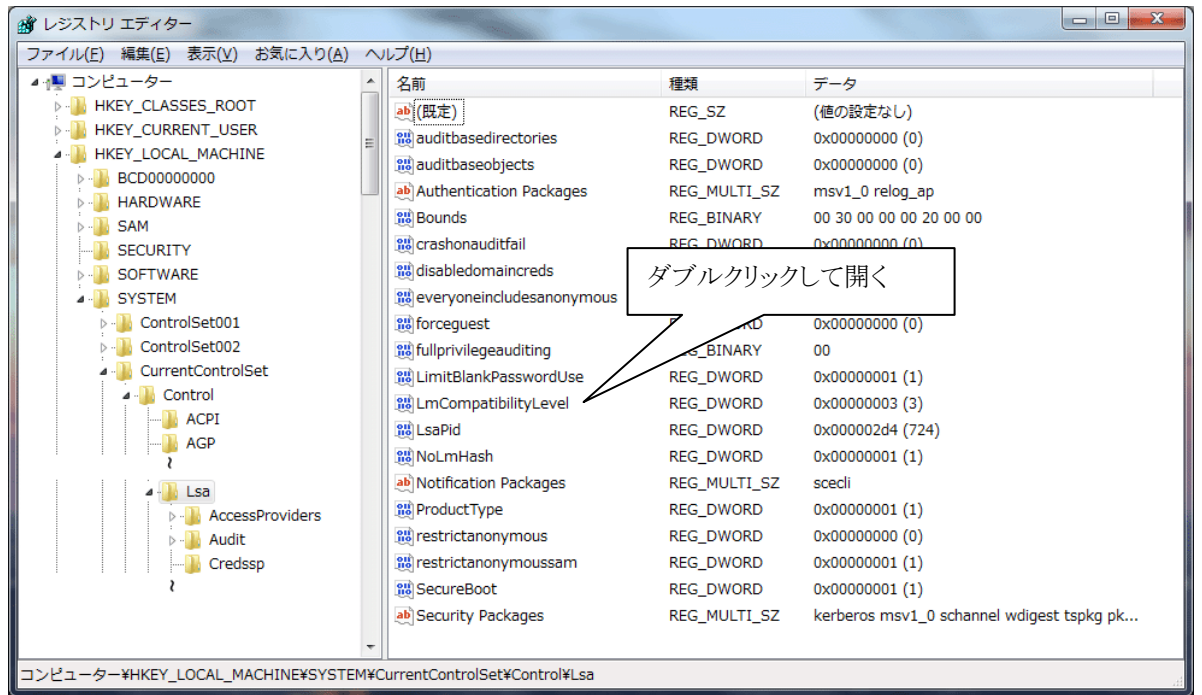 レジストリ エディター
ファイル(F) 編集(E) 表示(V) お気に入り(A) ヘルプ(H)
コンピューター
HKEY_CLASSES_ROOT
HKEY_CURRENT_USER
HKEY_LOCAL_MACHINE
BCD00000000
HARDWARE
SAM
SECURITY
SOFTWARE
SYSTEM
ControlSet001
ControlSet002
CurrentControlSet
Control
ACPI
AGP
≀
Lsa
AccessProviders
Audit
Credssp
≀
名前 種類 データ
(既定) REG_SZ (値の設定なし)
auditbasedirectories REG_DWORD 0x00000000 (0)
auditbaseobjects REG_DWORD 0x00000000 (0)
Authentication Packages REG_MULTI_SZ msv1_0 relog_ap
Bounds REG_BINARY 00 30 00 00 00 20 00 00
crashonauditfail REG_DWORD 0x00000000 (0)
disabledomaincreds
everyoneincludesanonymous
forceguest 0x00000000 (0)
fullprivilegeauditing REG_BINARY 00
LimitBlankPasswordUse REG_DWORD 0x00000001 (1)
LmCompatibilityLevel REG_DWORD 0x00000003 (3)
LsaPid REG_DWORD 0x000002d4 (724)
NoLmHash REG_DWORD 0x00000001 (1)
Notification Packages REG_MULTI_SZ scecli
ProductType REG_DWORD 0x00000001 (1)
restrictanonymous REG_DWORD 0x00000000 (0)
restrictanonymoussam REG_DWORD 0x00000001 (1)
SecureBoot REG_DWORD 0x00000001 (1)
Security Packages REG_MULTI_SZ kerberos msv1_0 schannel wdigest tspkg pk...
ダブルクリックして開く
コンピューター¥HKEY_LOCAL_MACHINE¥SYSTEM¥CurrentControlSet¥Control¥Lsa